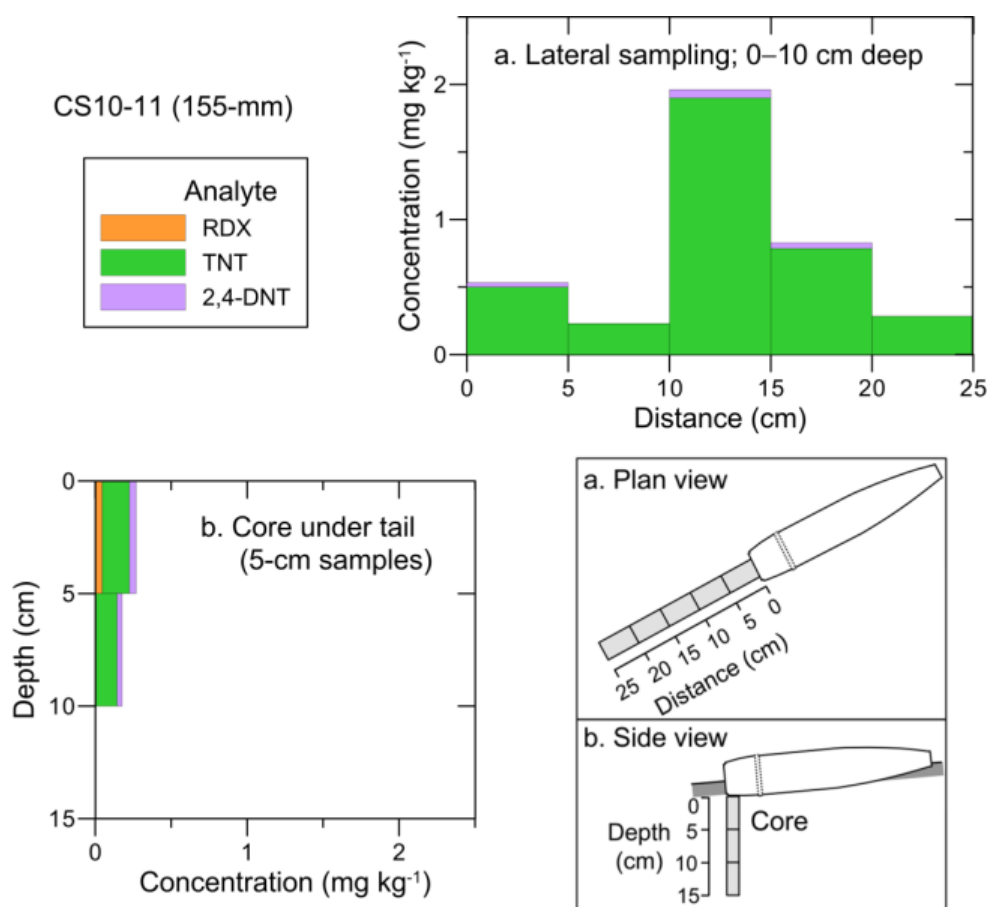 CS10-11 (155-mm)
Analyte
RDX
TNT
2,4-DNT
a. Lateral sampling; 0–10 cm deep
Concentration (mg kg⁻¹)
2
1
0
0 5 10 15 20 25
Distance (cm)
b. Core under tail
(5-cm samples)
Depth (cm)
0
5
10
15
0 1 2
Concentration (mg kg⁻¹)
a. Plan view
25 20 15 10 5 0
Distance (cm)
b. Side view
Core
Depth
(cm)
0
5
10
15